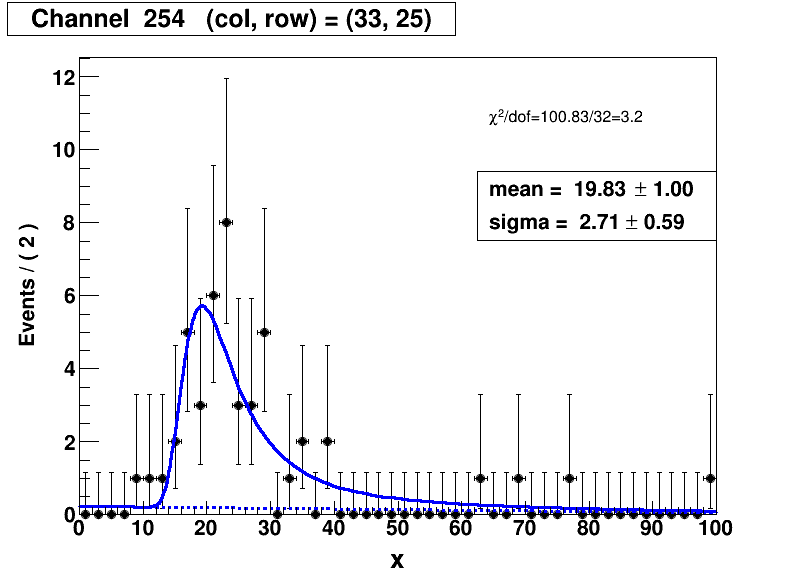 Channel 254 (col, row) = (33, 25)
χ²/dof=100.83/32=3.2
mean = 19.83 ± 1.00
sigma = 2.71 ± 0.59
Events / ( 2 )
12
10
8
6
4
2
0
0 10 20 30 40 50 60 70 80 90 100
x